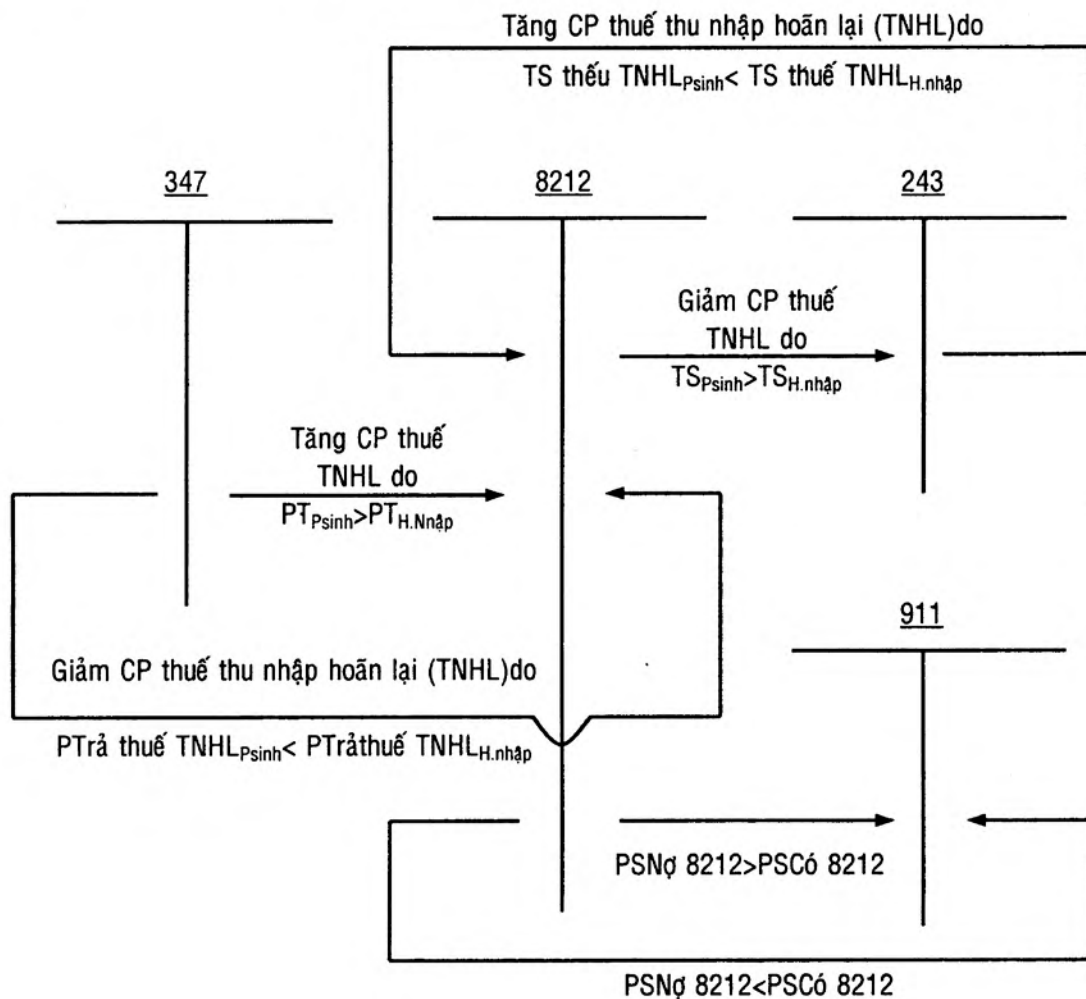 Tăng CP thuế thu nhập hoãn lại (TNHL)do
TS thếu TNHLPsinh< TS thuế TNHLH.nhập
347
8212
243
Giảm CP thuế
TNHL do
TSPsinh>TSH.nhập
Tăng CP thuế
TNHL do
PTPsinh>PTH.Nnập
911
Giảm CP thuế thu nhập hoãn lại (TNHL)do
PTrả thuế TNHLPsinh< PTrảthuế TNHLH.nhập
PSNợ 8212>PSCó 8212
PSNợ 8212<PSCó 8212